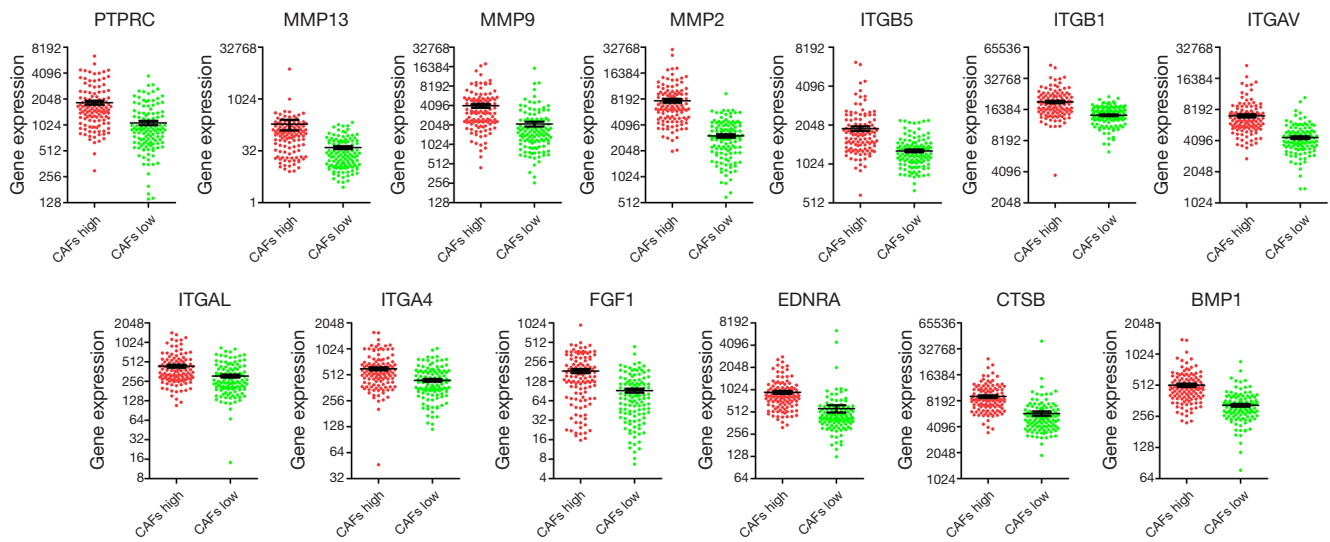 PTPRC
MMP13
MMP9
MMP2
ITGB5
ITGB1
ITGAV
Gene expression
8192
4096
2048
1024
512
256
128
CAFs high
CAFs low
Gene expression
32768
1024
32
1
CAFs high
CAFs low
Gene expression
32768
16384
8192
4096
2048
1024
512
256
128
CAFs high
CAFs low
Gene expression
32768
16384
8192
4096
2048
1024
512
CAFs high
CAFs low
Gene expression
8192
4096
2048
1024
512
CAFs high
CAFs low
Gene expression
65536
32768
16384
8192
4096
2048
CAFs high
CAFs low
Gene expression
32768
16384
8192
4096
2048
1024
CAFs high
CAFs low
ITGAL
ITGA4
FGF1
EDNRA
CTSB
BMP1
Gene expression
2048
1024
512
256
128
64
32
16
8
CAFs high
CAFs low
Gene expression
2048
1024
512
256
128
64
32
CAFs high
CAFs low
Gene expression
1024
512
256
128
64
32
16
8
4
CAFs high
CAFs low
Gene expression
8192
4096
2048
1024
512
256
128
64
CAFs high
CAFs low
Gene expression
65536
32768
16384
8192
4096
2048
1024
CAFs high
CAFs low
Gene expression
2048
1024
512
256
128
64
CAFs high
CAFs low